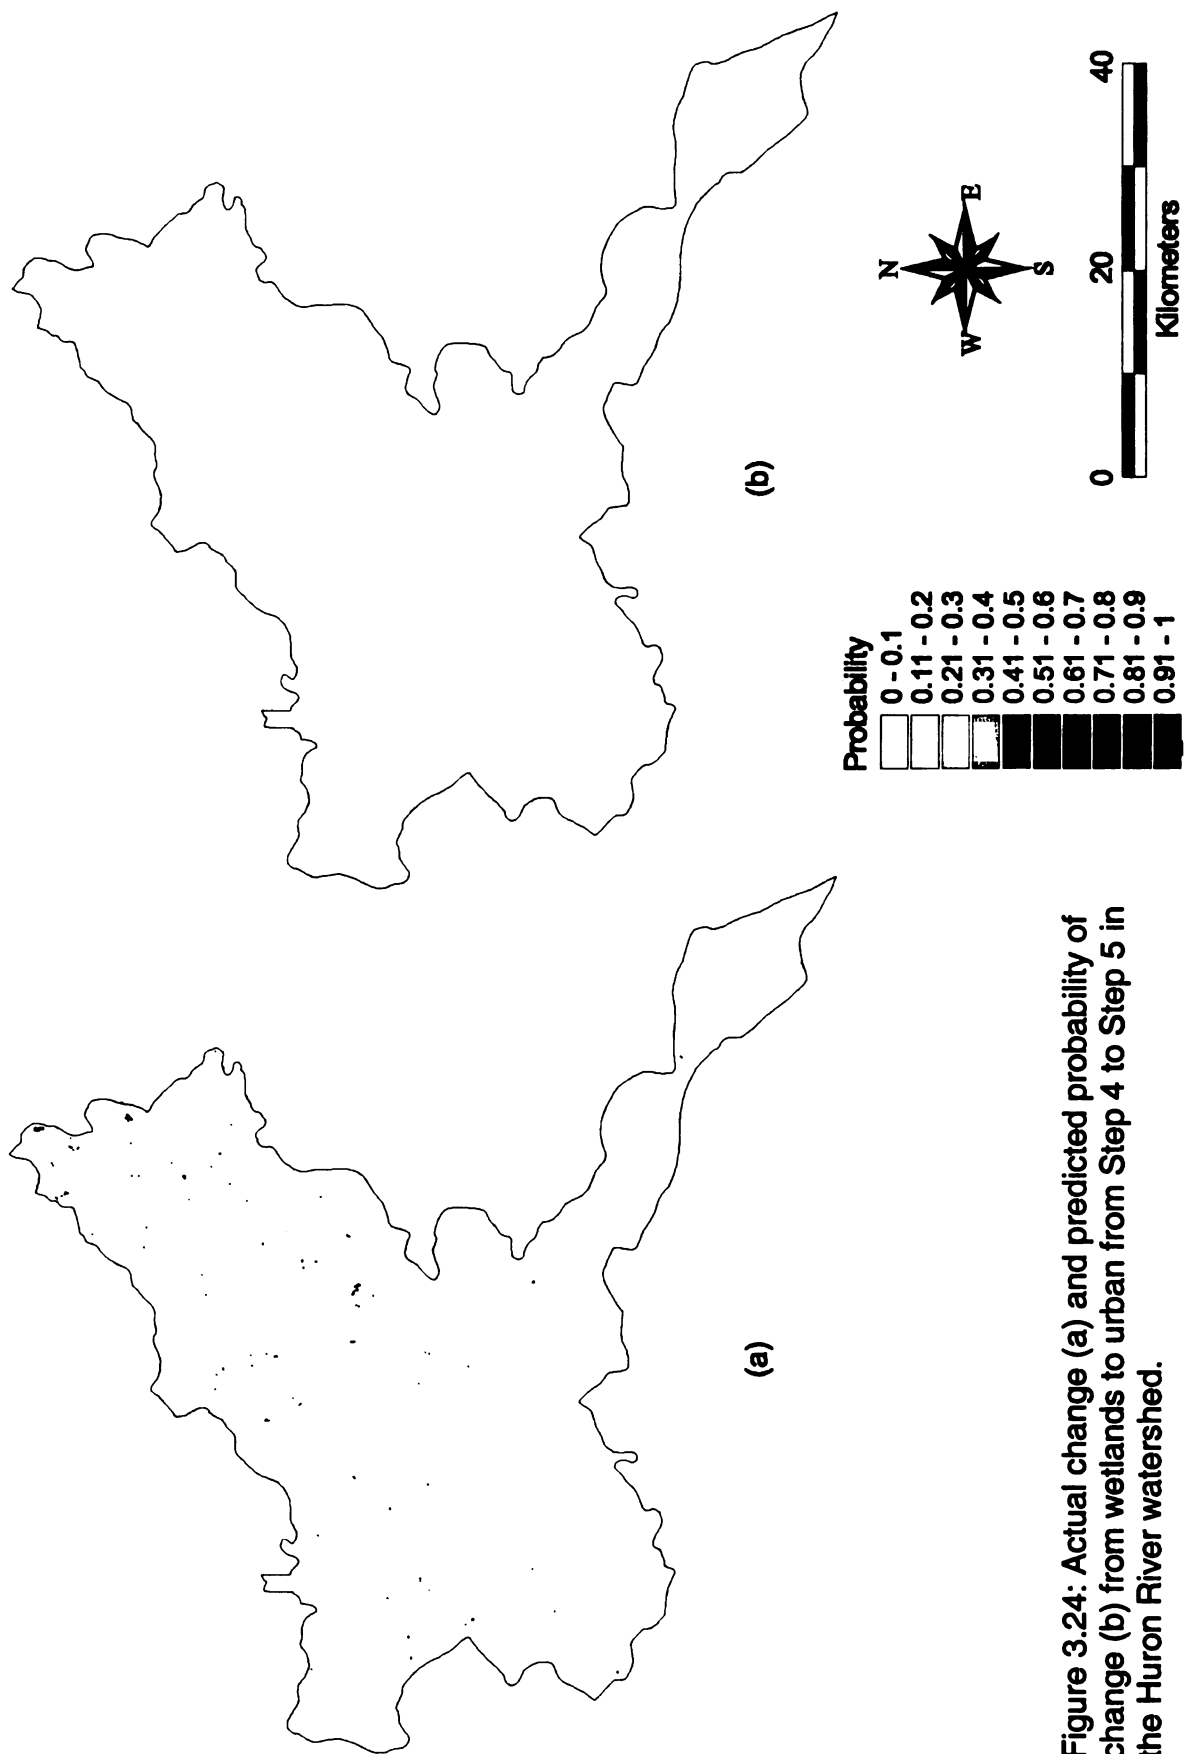 (a)
(b)
N
W
E
S
Probability
0 - 0.1
0.11 - 0.2
0.21 - 0.3
0.31 - 0.4
0.41 - 0.5
0.51 - 0.6
0.61 - 0.7
0.71 - 0.8
0.81 - 0.9
0.91 - 1
0 20 40
Kilometers
Figure 3.24: Actual change (a) and predicted probability of
change (b) from wetlands to urban from Step 4 to Step 5 in
the Huron River watershed.